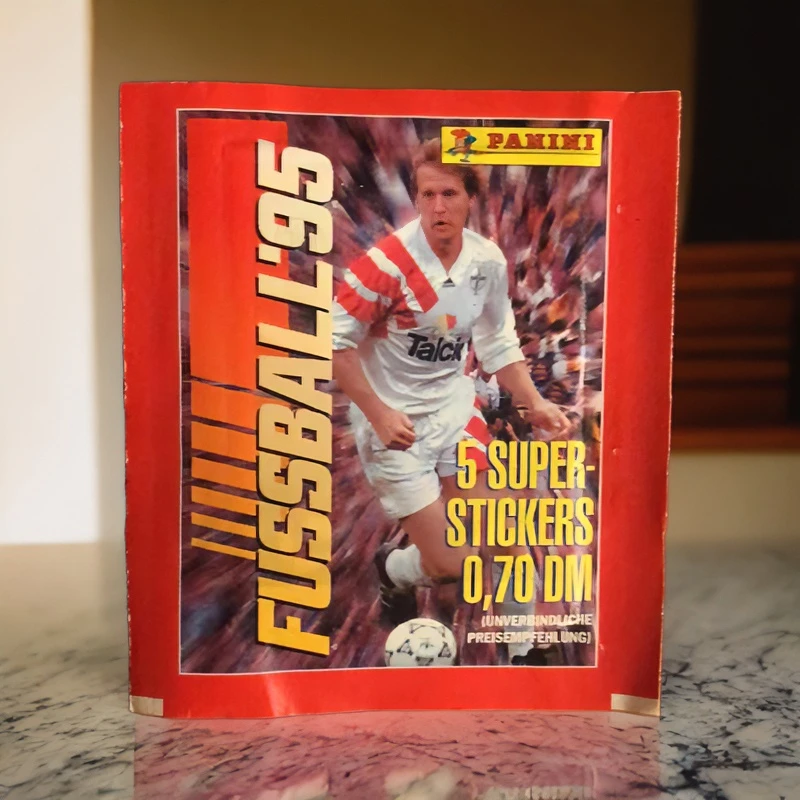 PANINI
FUSSBALL'95
Talcid
5 SUPER-
STICKERS
0,70 DM
(UNVERBINDLICHE
PREISEMPFEHLUNG)